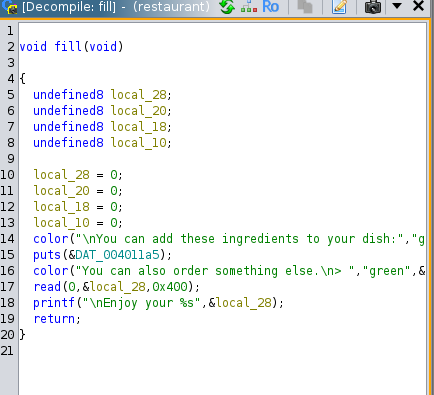 [Decompile: fill] - (restaurant)
Ro
1
2 void fill(void)
3
4 {
5 undefined8 local_28;
6 undefined8 local_20;
7 undefined8 local_18;
8 undefined8 local_10;
9
10 local_28 = 0;
11 local_20 = 0;
12 local_18 = 0;
13 local_10 = 0;
14 color("\nYou can add these ingredients to your dish:","g
15 puts(&DAT_004011a5);
16 color("You can also order something else.\n> ","green",&
17 read(0,&local_28,0x400);
18 printf("\nEnjoy your %s",&local_28);
19 return;
20 }
21